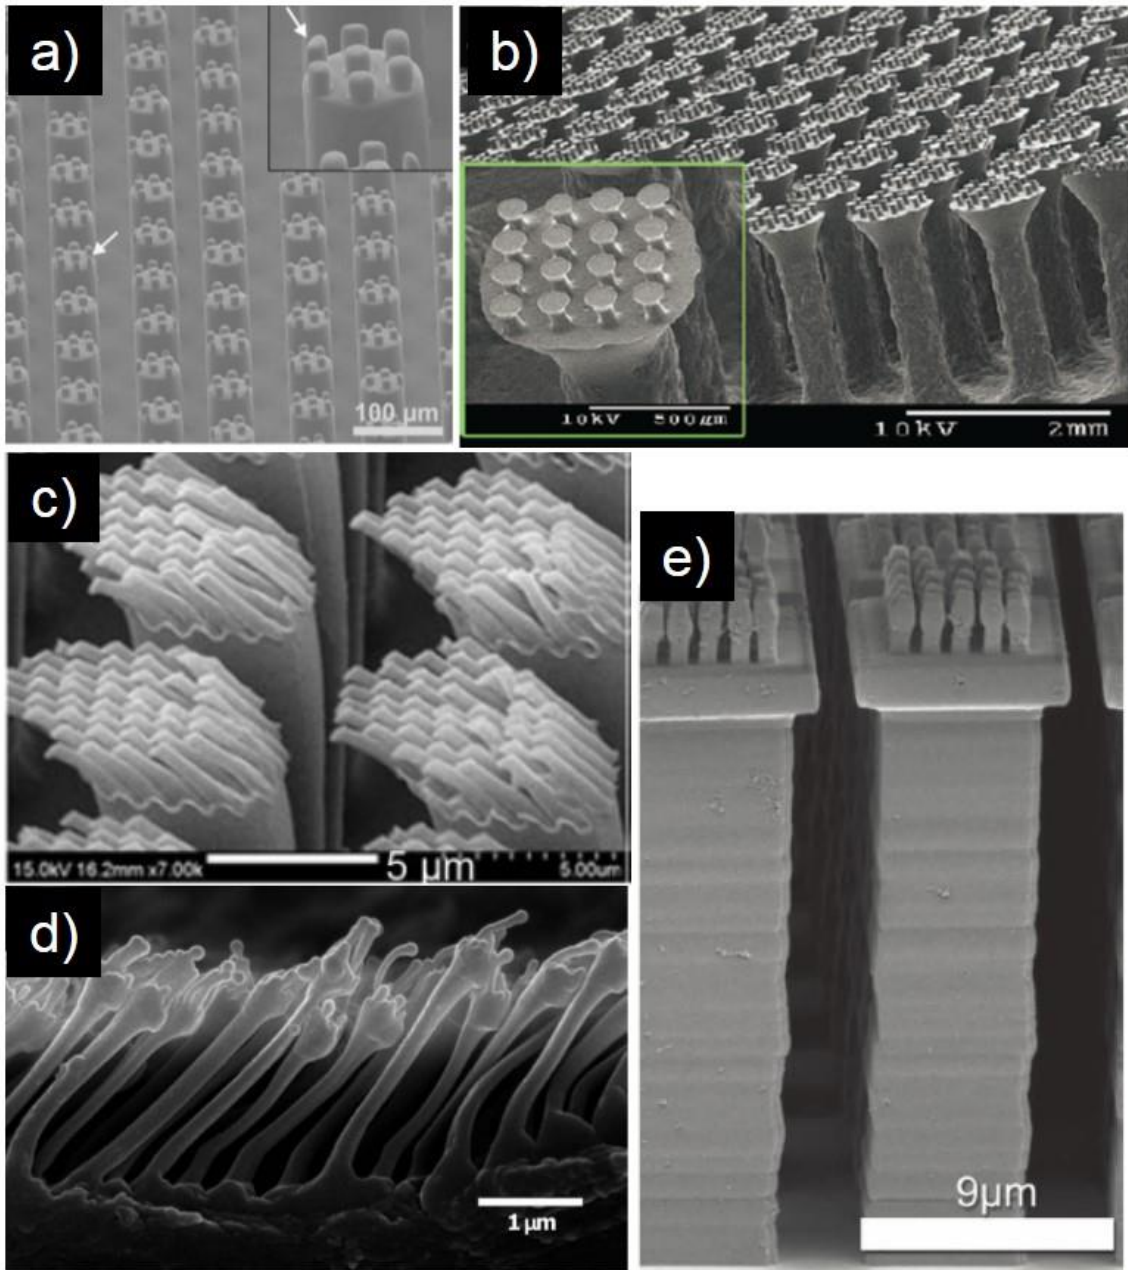 a)
100 μm
b)
10kV 500μm
10kV 2mm
c)
15.0kV 16.2mm x7.00k 5 μm 5.00um
d)
1 μm
e)
9μm